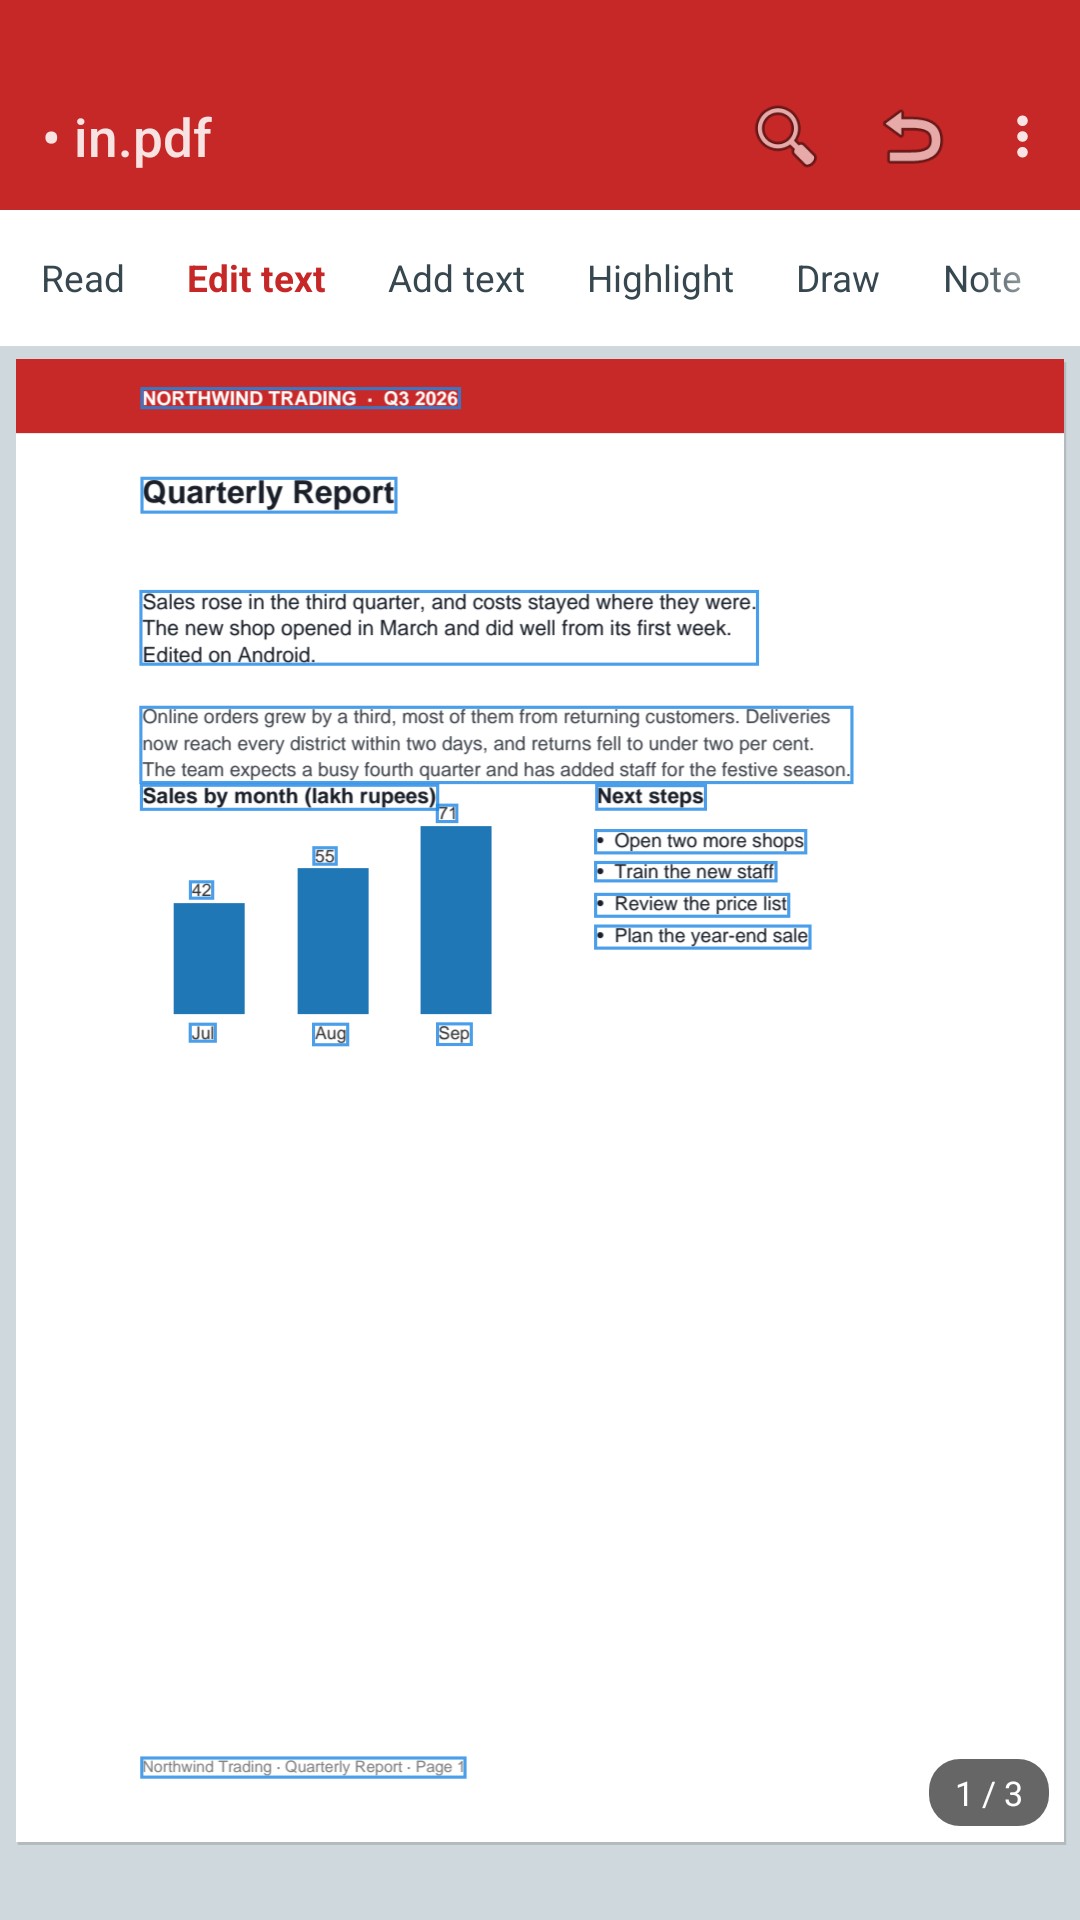 • in.pdf
Read Edit text Add text Highlight Draw Note
NORTHWIND TRADING · Q3 2026
Quarterly Report
Sales rose in the third quarter, and costs stayed where they were.
The new shop opened in March and did well from its first week.
Edited on Android.
Online orders grew by a third, most of them from returning customers. Deliveries
now reach every district within two days, and returns fell to under two per cent.
The team expects a busy fourth quarter and has added staff for the festive season.
Sales by month (lakh rupees)
71
55
42
Jul Aug Sep
Next steps
• Open two more shops
• Train the new staff
• Review the price list
• Plan the year-end sale
Northwind Trading · Quarterly Report · Page 1
1 / 3